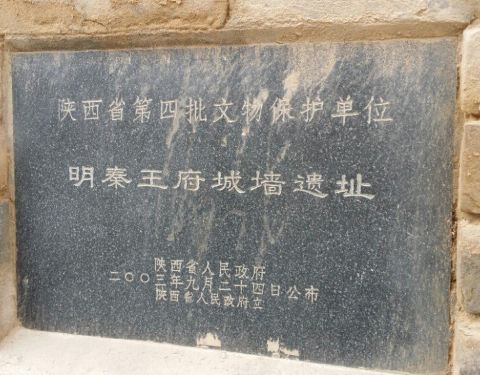 陕西省第四批文物保护单位
明秦王府城墙遗址
陕西省人民政府
二〇〇三年九月二十四日公布
陕西省人民政府立